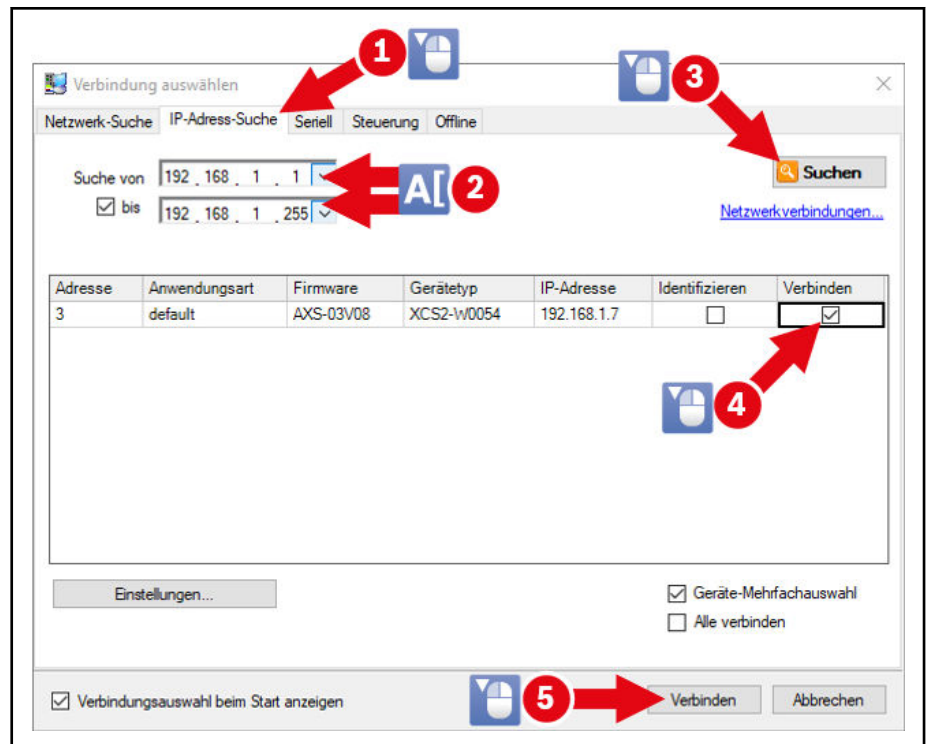 1
3
Verbindung auswählen
Netzwerk-Suche IP-Adress-Suche Seriell Steuerung Offline
Suche von 192 . 168 . 1 . 1
A[ 2
Suchen
bis 192 . 168 . 1 . 255
Netzwerkverbindungen...
Adresse Anwendungsart Firmware Gerätetyp IP-Adresse Identifizieren Verbinden
3 default AXS-03V08 XCS2-W0054 192.168.1.7
4
Einstellungen...
Geräte-Mehrfachauswahl
Alle verbinden
Verbindungsauswahl beim Start anzeigen
5
Verbinden Abbrechen